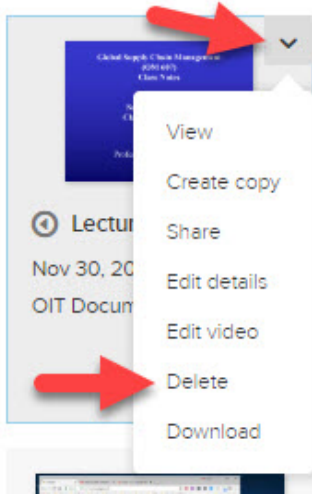 Global Supply Chain Management
Class Notes
View
Create copy
Lectur
Share
Nov 30, 20
Edit details
OIT Docum
Edit video
Delete
Download